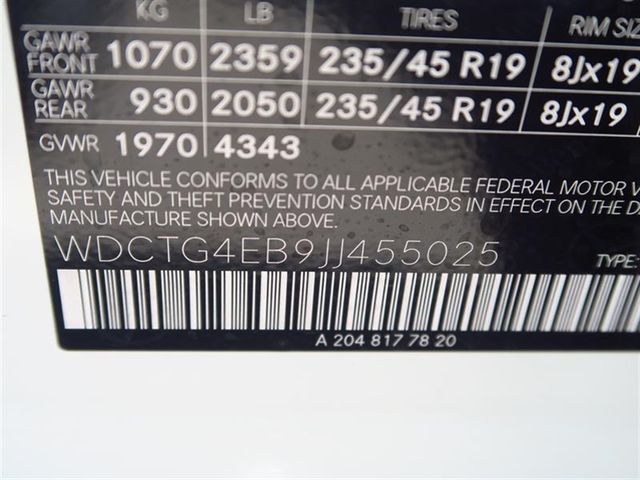 KG LB TIRES RIM SIZ
GAWR FRONT 1070 2359 235/45 R19 8Jx19
GAWR REAR 930 2050 235/45 R19 8Jx19
GVWR 1970 4343
THIS VEHICLE CONFORMS TO ALL APPLICABLE FEDERAL MOTOR V
SAFETY AND THEFT PREVENTION STANDARDS IN EFFECT ON THE D
MANUFACTURE SHOWN ABOVE.
WDCTG4EB9JJ455025 TYPE:
A 204 817 78 20